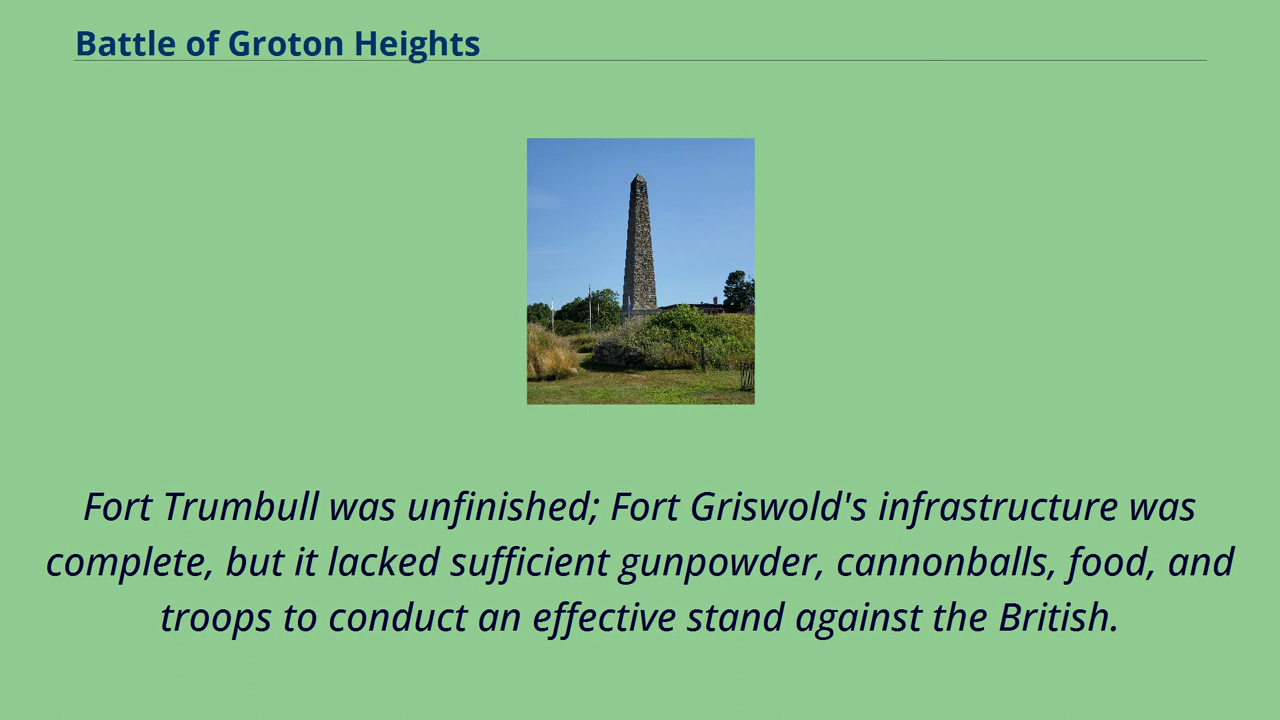 Battle of Groton Heights
Fort Trumbull was unfinished; Fort Griswold's infrastructure was
complete, but it lacked sufficient gunpowder, cannonballs, food, and
troops to conduct an effective stand against the British.